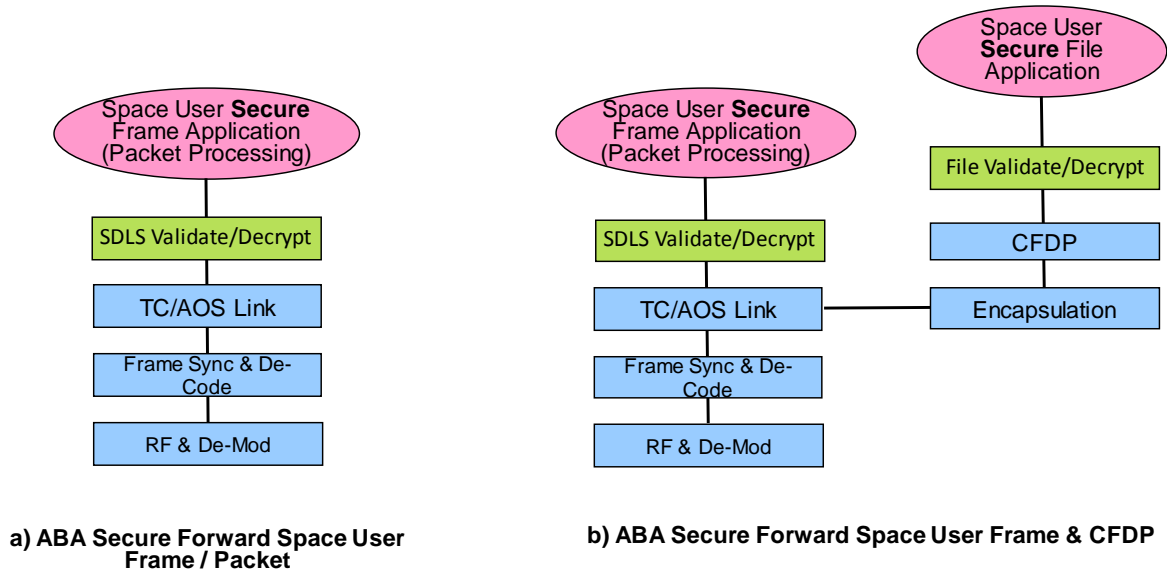 Space User Secure
Frame Application
(Packet Processing)
SDLS Validate/Decrypt
TC/AOS Link
Frame Sync & De-
Code
RF & De-Mod
a) ABA Secure Forward Space User
Frame / Packet
Space User Secure
Frame Application
(Packet Processing)
SDLS Validate/Decrypt
TC/AOS Link
Frame Sync & De-
Code
RF & De-Mod
Space User
Secure File
Application
File Validate/Decrypt
CFDP
Encapsulation
b) ABA Secure Forward Space User Frame & CFDP